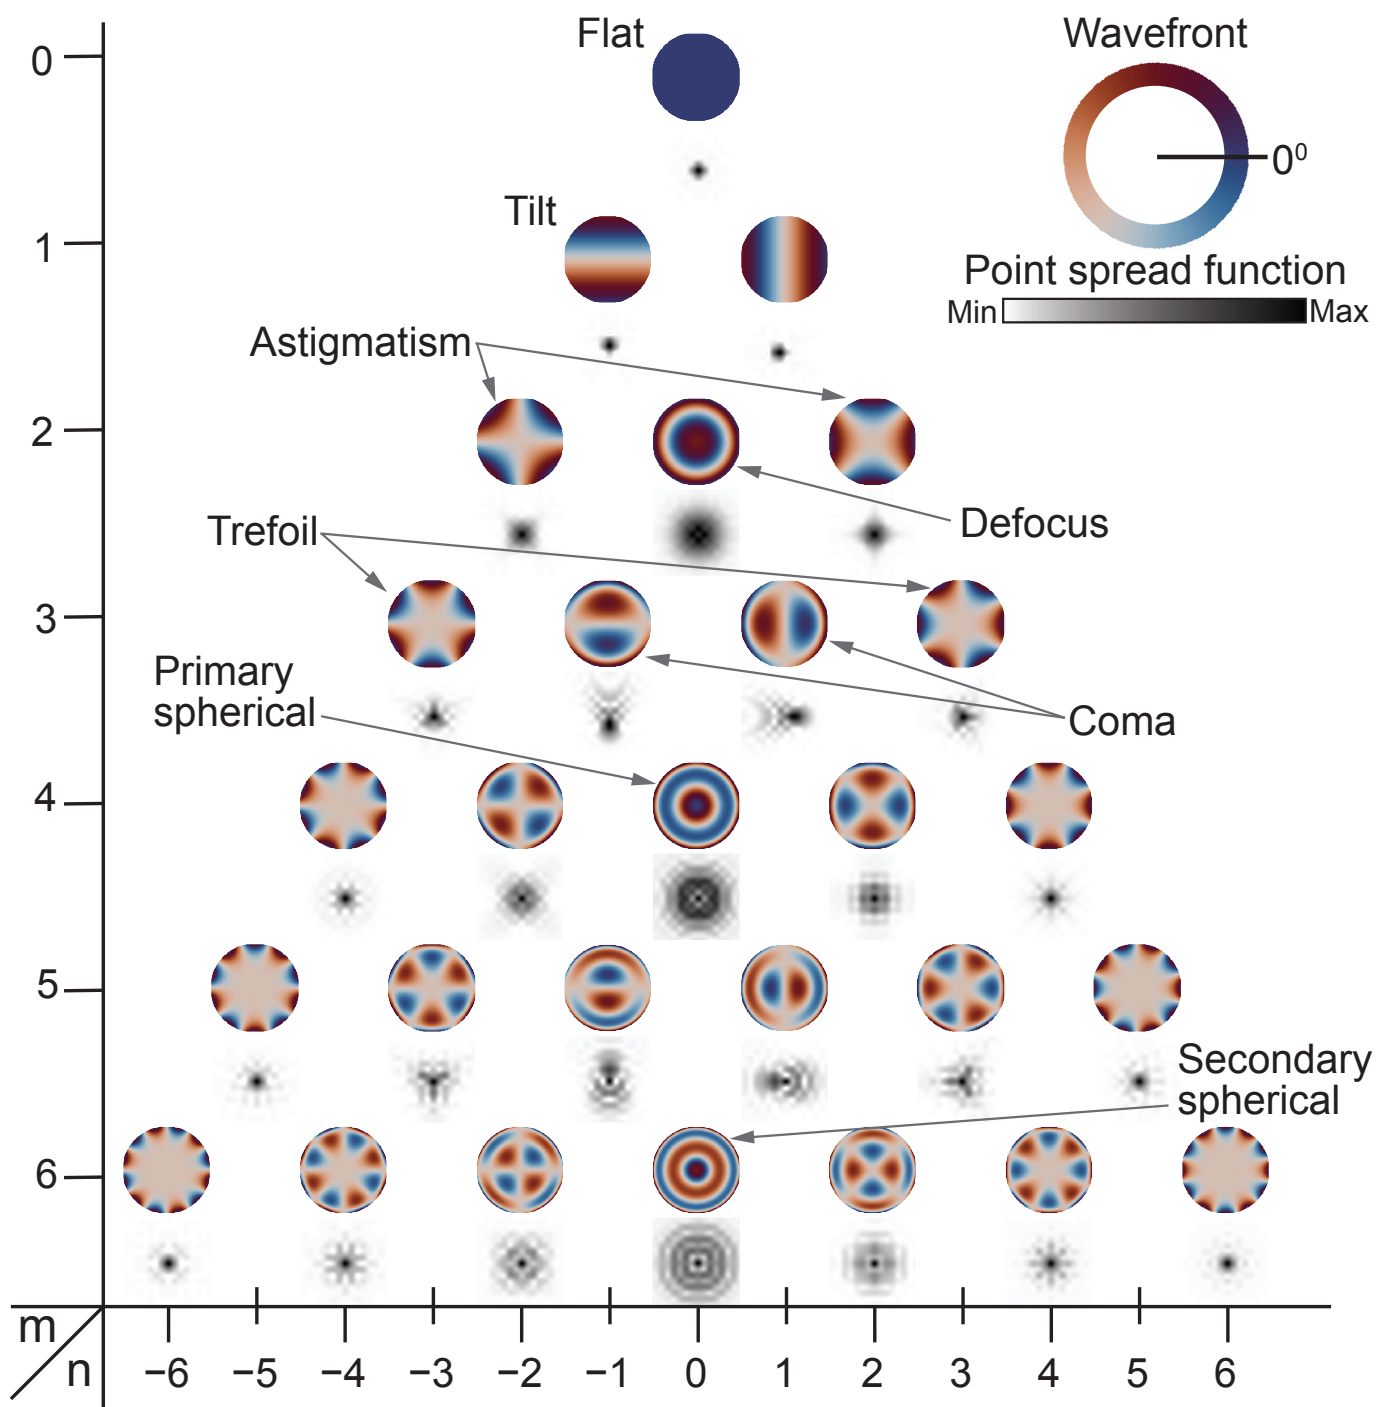 Flat
Wavefront
0
0⁰
Tilt
1
Point spread function
Min
Max
Astigmatism
2
Defocus
Trefoil
3
Primary
spherical
Coma
4
5
Secondary
spherical
6
m
n
−6 −5 −4 −3 −2 −1 0 1 2 3 4 5 6